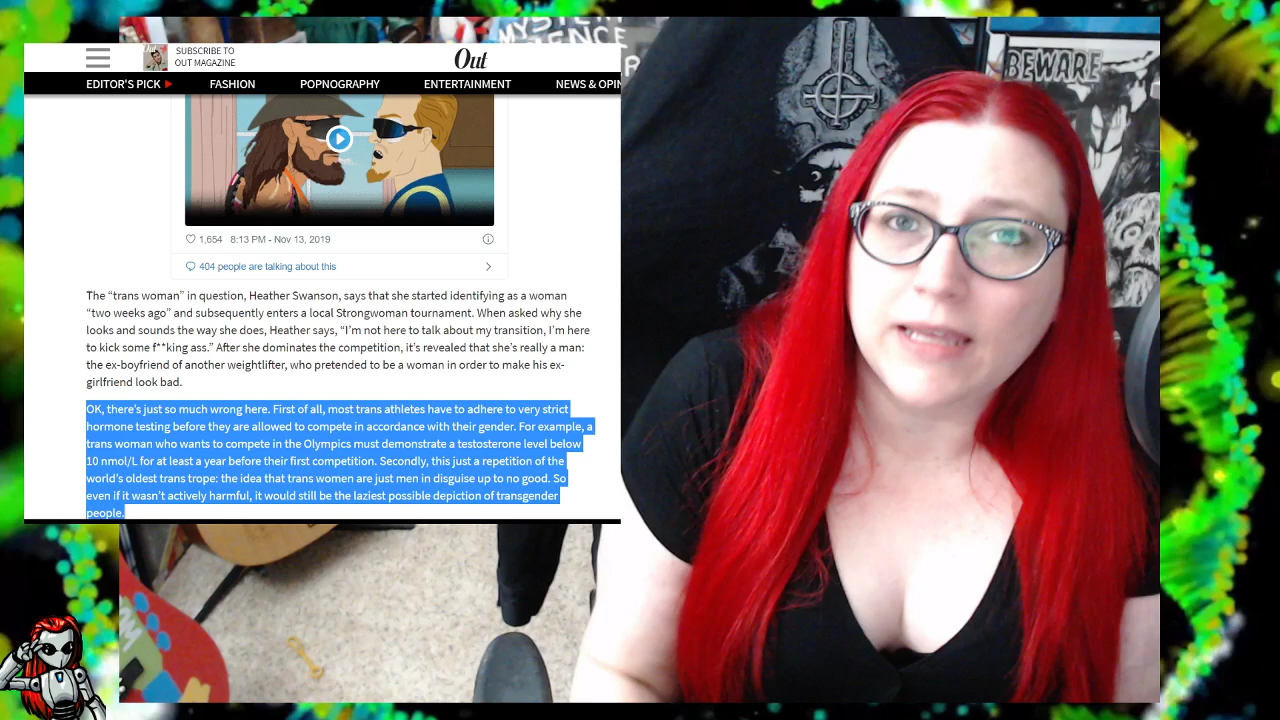 SUBSCRIBE TO
OUT MAGAZINE
Out
EDITOR'S PICK
FASHION
POPNOGRAPHY
ENTERTAINMENT
NEWS & OPIN
1,654 8:13 PM - Nov 13, 2019
404 people are talking about this
The “trans woman” in question, Heather Swanson, says that she started identifying as a woman
“two weeks ago” and subsequently enters a local Strongwoman tournament. When asked why she
looks and sounds the way she does, Heather says, “I’m not here to talk about my transition, I’m here
to kick some f**king ass.” After she dominates the competition, it’s revealed that she’s really a man:
the ex-boyfriend of another weightlifter, who pretended to be a woman in order to make his ex-
girlfriend look bad.
OK, there’s just so much wrong here. First of all, most trans athletes have to adhere to very strict
hormone testing before they are allowed to compete in accordance with their gender. For example, a
trans woman who wants to compete in the Olympics must demonstrate a testosterone level below
10 nmol/L for at least a year before their first competition. Secondly, this just a repetition of the
world’s oldest trans trope: the idea that trans women are just men in disguise up to no good. So
even if it wasn’t actively harmful, it would still be the laziest possible depiction of transgender
people.
BEWARE